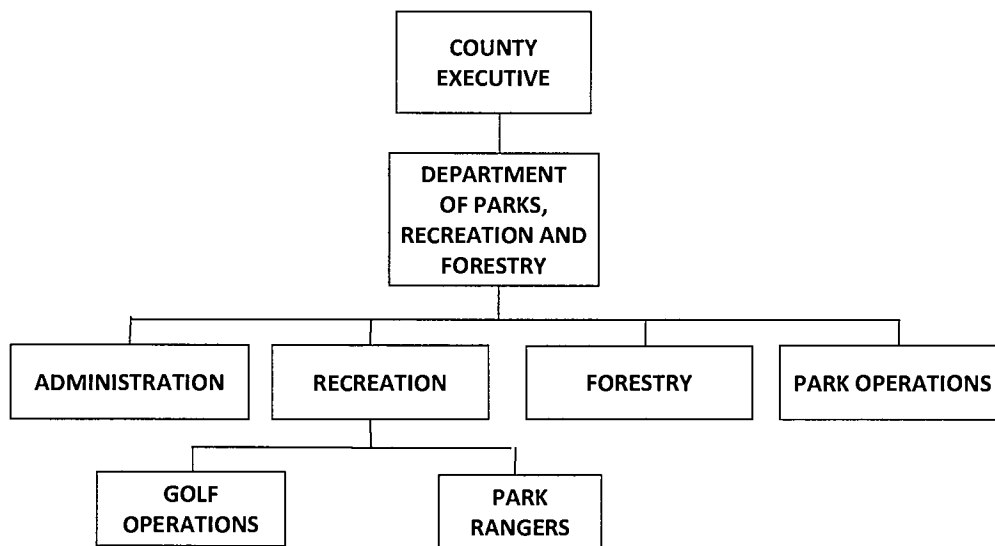 COUNTY
EXECUTIVE
DEPARTMENT
OF PARKS,
RECREATION AND
FORESTRY
ADMINISTRATION
RECREATION
FORESTRY
PARK OPERATIONS
GOLF
OPERATIONS
PARK
RANGERS